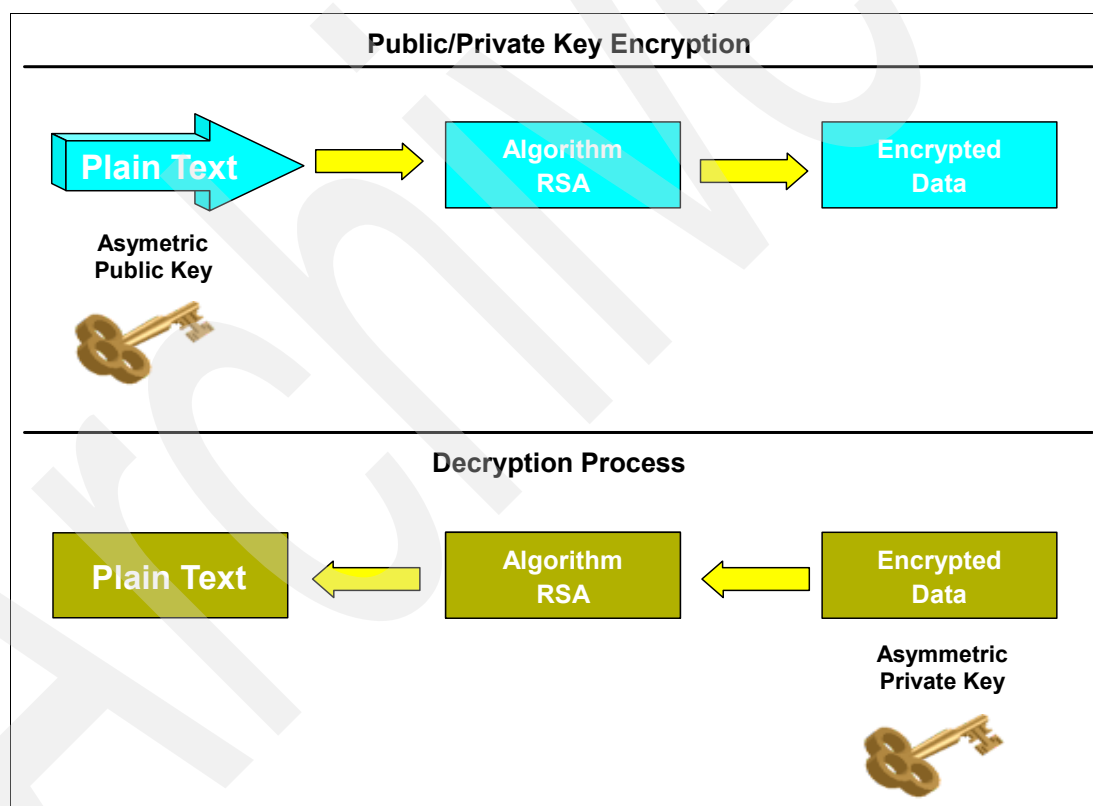 Public/Private Key Encryption
Plain Text
Algorithm
RSA
Encrypted
Data
Asymetric
Public Key
Decryption Process
Plain Text
Algorithm
RSA
Encrypted
Data
Asymmetric
Private Key
Archive